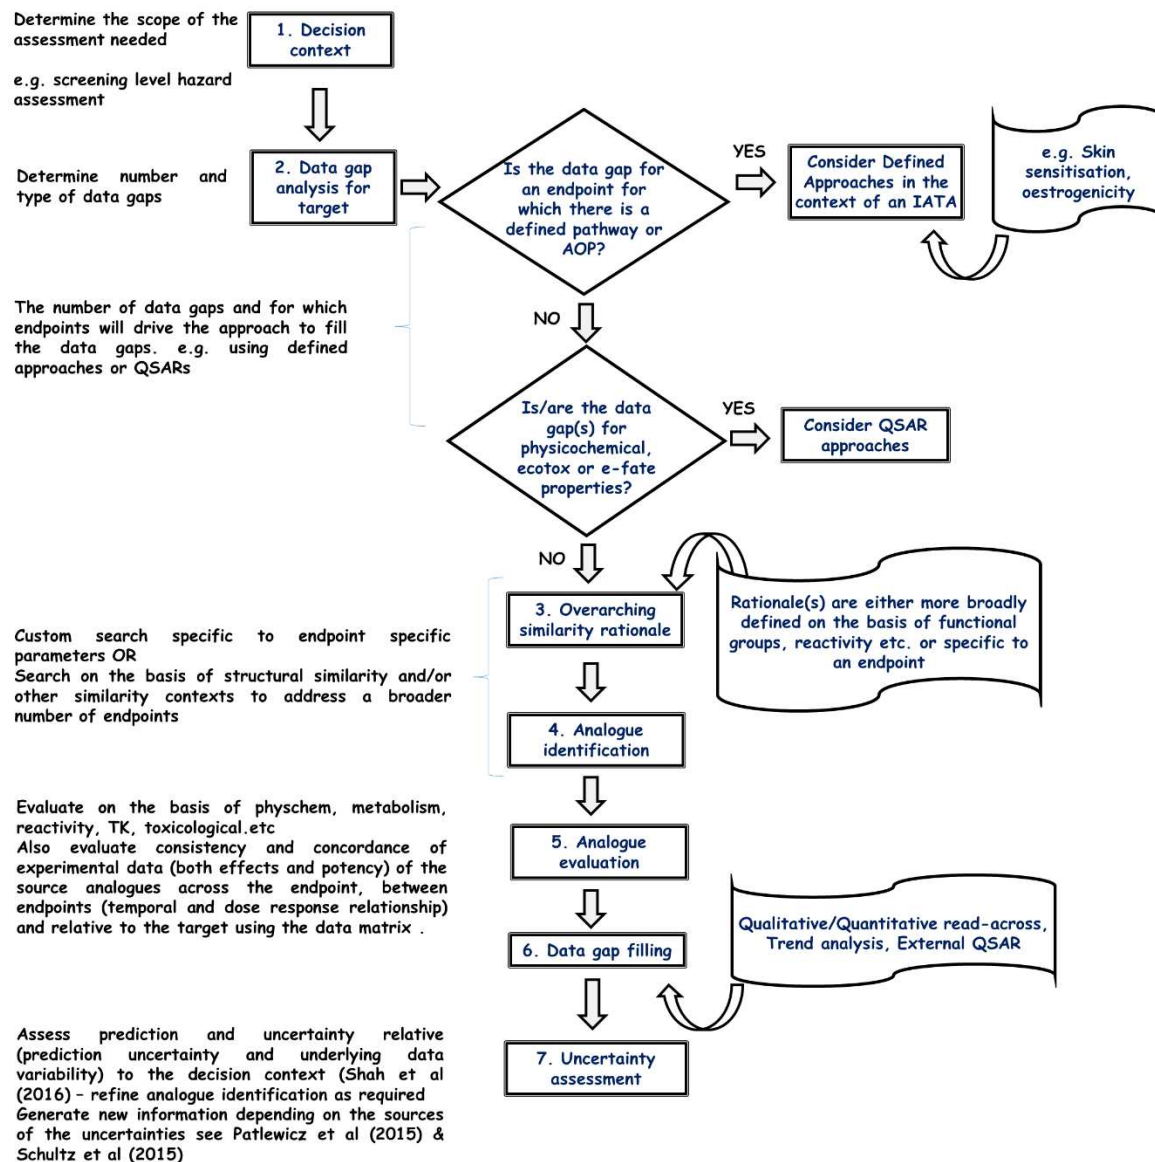 Determine the scope of the
assessment needed
e.g. screening level hazard
assessment
1. Decision
context
Determine number and
type of data gaps
2. Data gap
analysis for
target
Is the data gap for
an endpoint for
which there is a
defined pathway or
AOP?
YES
Consider Defined
Approaches in the
context of an IATA
e.g. Skin
sensitisation,
oestrogenicity
The number of data gaps and for which
endpoints will drive the approach to fill
the data gaps. e.g. using defined
approaches or QSARs
NO
Is/are the data
gap(s) for
physicochemical,
ecotox or e-fate
properties?
YES
Consider QSAR
approaches
NO
3. Overarching
similarity rationale
Rationale(s) are either more broadly
defined on the basis of functional
groups, reactivity etc. or specific to
an endpoint
Custom search specific to endpoint specific
parameters OR
Search on the basis of structural similarity and/or
other similarity contexts to address a broader
number of endpoints
4. Analogue
identification
Evaluate on the basis of physchem, metabolism,
reactivity, TK, toxicological.etc
Also evaluate consistency and concordance of
experimental data (both effects and potency) of the
source analogues across the endpoint, between
endpoints (temporal and dose response relationship)
and relative to the target using the data matrix .
5. Analogue
evaluation
6. Data gap filling
Qualitative/Quantitative read-across,
Trend analysis, External QSAR
Assess prediction and uncertainty relative
(prediction uncertainty and underlying data
variability) to the decision context (Shah et al
(2016) – refine analogue identification as required
Generate new information depending on the sources
of the uncertainties see Patlewicz et al (2015) &
Schultz et al (2015)
7. Uncertainty
assessment